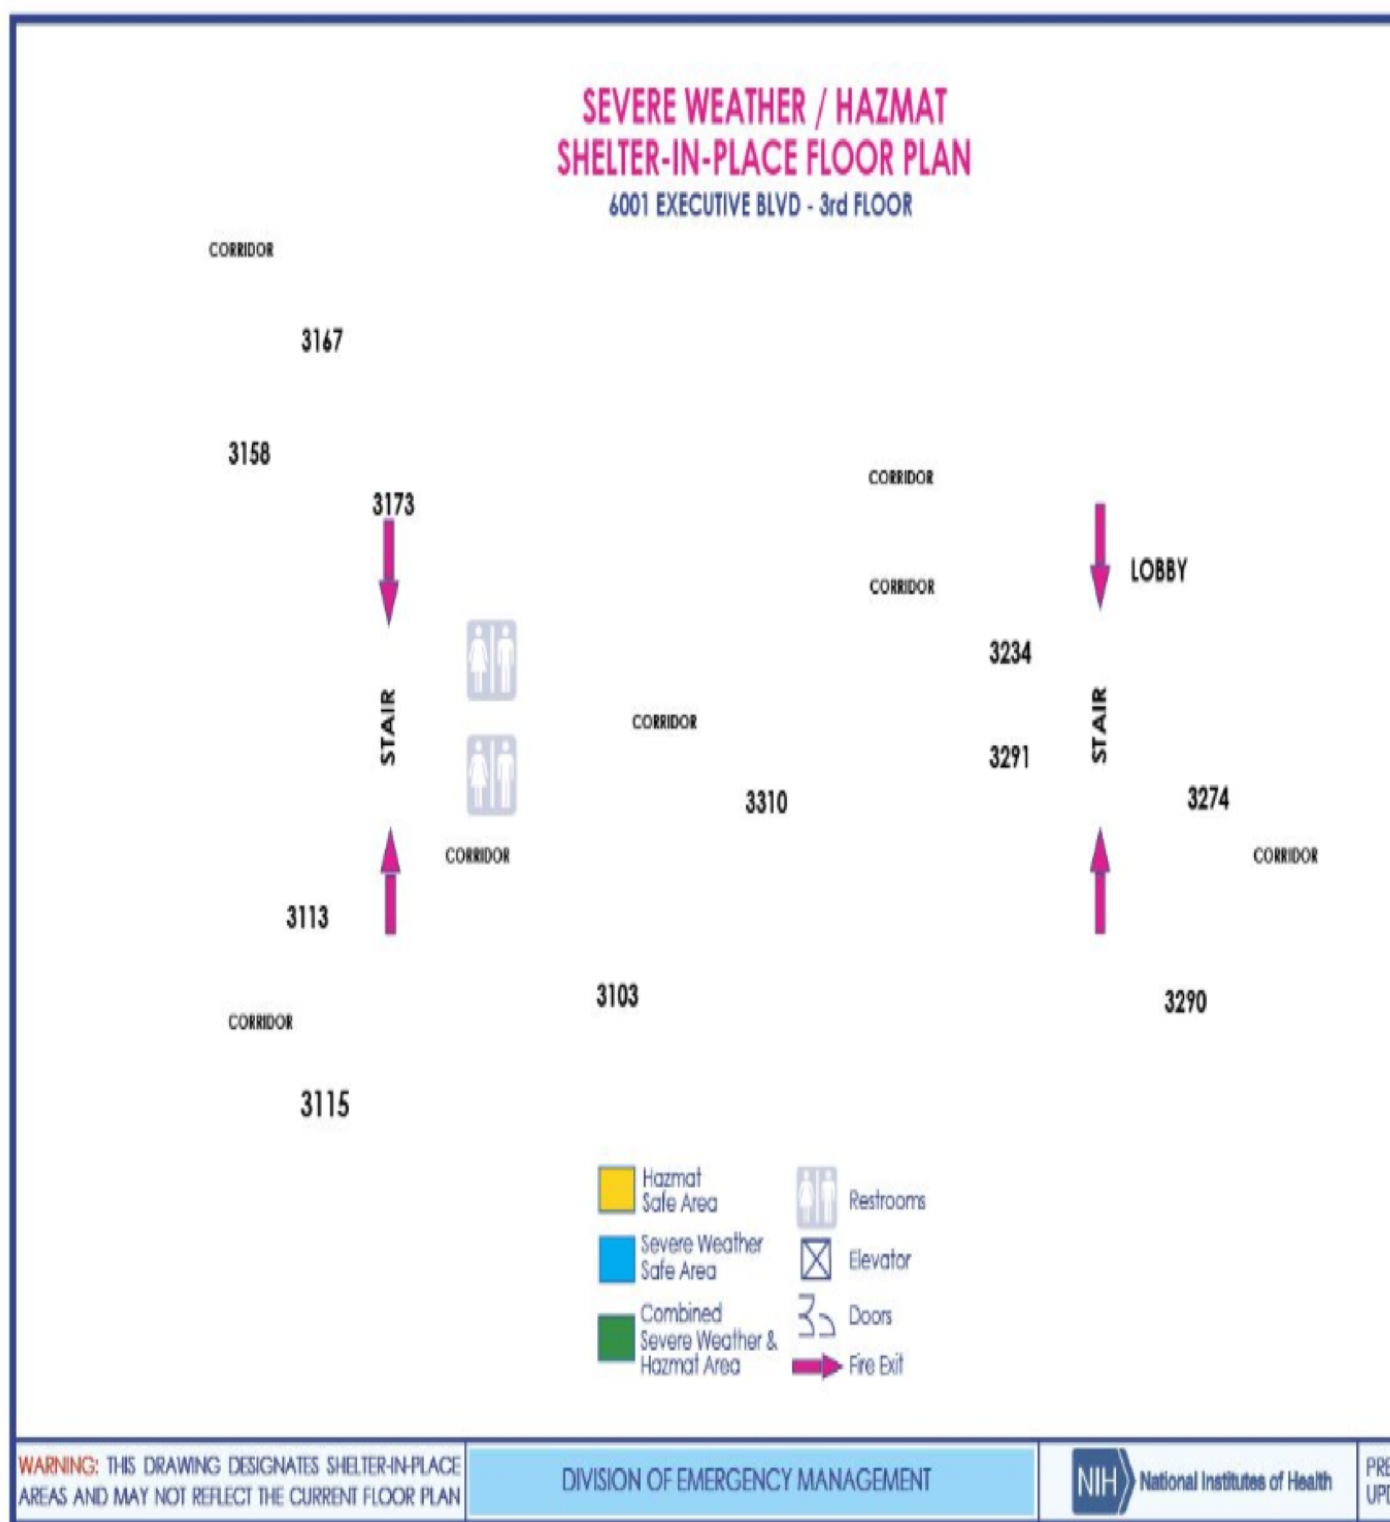 SEVERE WEATHER / HAZMAT
SHELTER-IN-PLACE FLOOR PLAN
6001 EXECUTIVE BLVD - 3rd FLOOR
CORRIDOR
3167
3158
3173
CORRIDOR
LOBBY
CORRIDOR
3234
STAIR
CORRIDOR
STAIR
3291
3310
3274
CORRIDOR
CORRIDOR
3113
3103
3290
CORRIDOR
3115
Hazmat
Safe Area
Severe Weather
Safe Area
Combined
Severe Weather &
Hazmat Area
Restrooms
Elevator
Doors
Fire Exit
WARNING: THIS DRAWING DESIGNATES SHELTER-IN-PLACE
AREAS AND MAY NOT REFLECT THE CURRENT FLOOR PLAN
DIVISION OF EMERGENCY MANAGEMENT
NIH National Institutes of Health
PRE
UPD